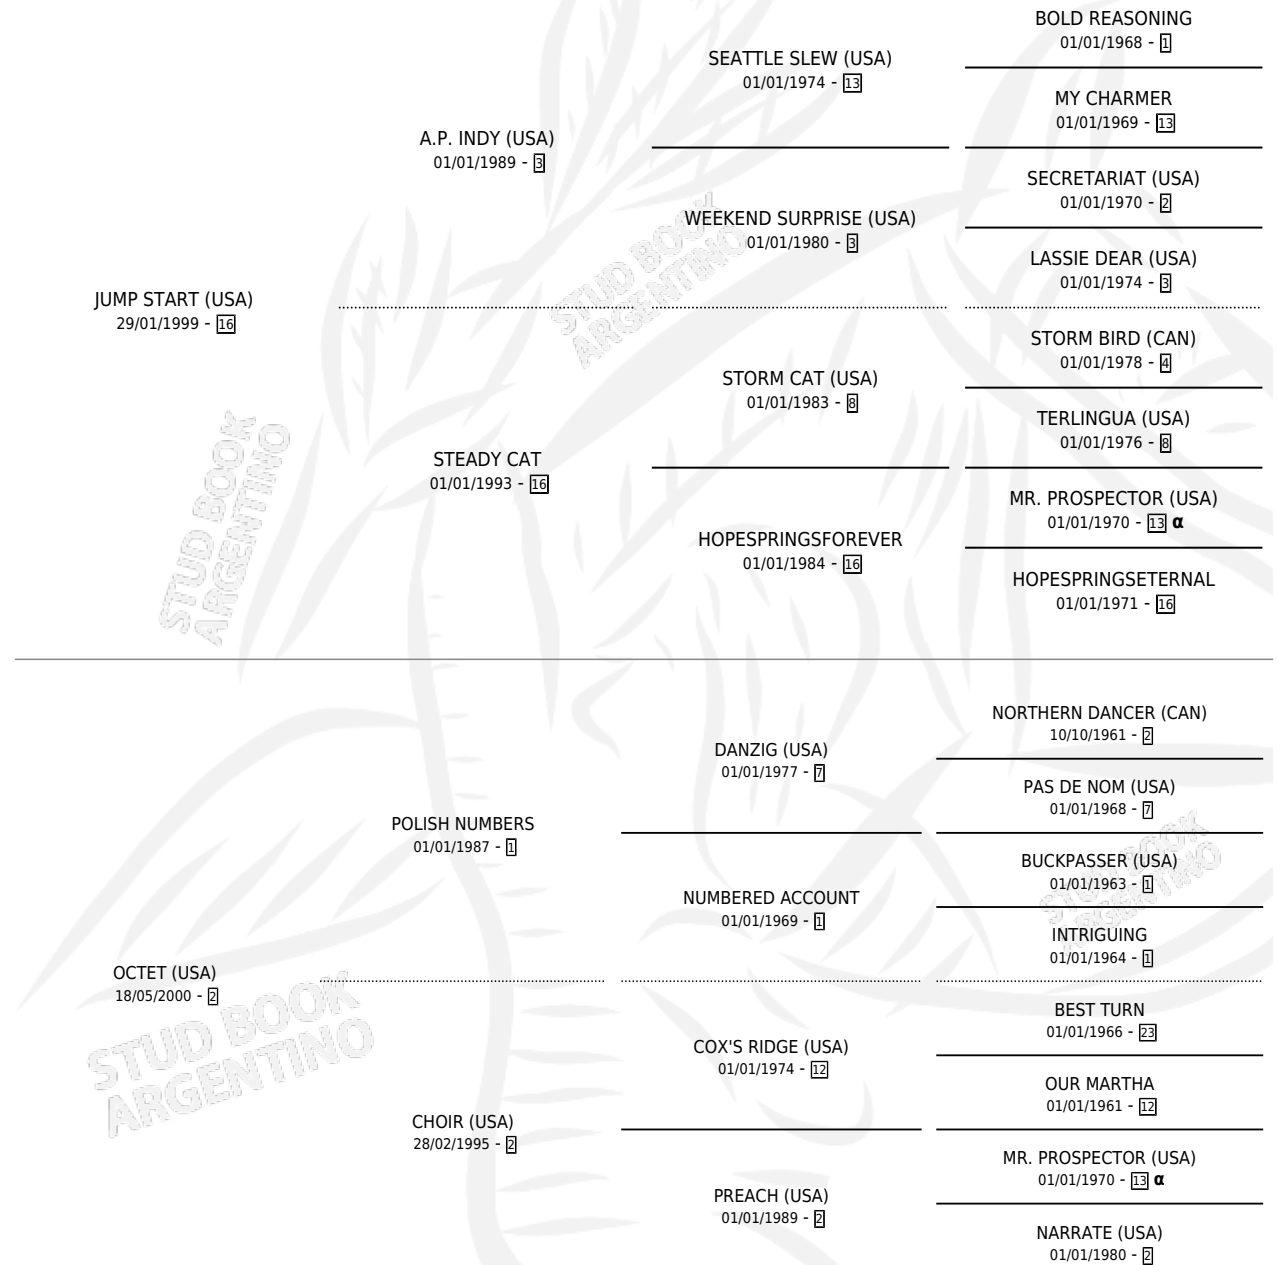 BOLD REASONING
01/01/1968 - 1
SEATTLE SLEW (USA)
01/01/1974 - 13
MY CHARMER
01/01/1969 - 13
A.P. INDY (USA)
01/01/1989 - 3
SECRETARIAT (USA)
01/01/1970 - 2
WEEKEND SURPRISE (USA)
01/01/1980 - 3
LASSIE DEAR (USA)
01/01/1974 - 3
STUD BOOK
ARGENTINO
JUMP START (USA)
29/01/1999 - 16
STORM BIRD (CAN)
01/01/1978 - 4
STORM CAT (USA)
01/01/1983 - 8
TERLINGUA (USA)
01/01/1976 - 8
STEADY CAT
01/01/1993 - 16
MR. PROSPECTOR (USA)
01/01/1970 - 13 α
HOPESPRINGSFOREVER
01/01/1984 - 16
HOPESPRINGSETERNAL
01/01/1971 - 16
STUD BOOK
ARGENTINO
NORTHERN DANCER (CAN)
10/10/1961 - 2
DANZIG (USA)
01/01/1977 - 7
PAS DE NOM (USA)
01/01/1968 - 7
POLISH NUMBERS
01/01/1987 - 1
BUCKPASSER (USA)
01/01/1963 - 1
NUMBERED ACCOUNT
01/01/1969 - 1
INTRIGUING
01/01/1964 - 1
STUD BOOK
ARGENTINO
OCTET (USA)
18/05/2000 - 2
BEST TURN
01/01/1966 - 23
COX'S RIDGE (USA)
01/01/1974 - 12
OUR MARTHA
01/01/1961 - 12
STUD BOOK
ARGENTINO
CHOIR (USA)
28/02/1995 - 2
MR. PROSPECTOR (USA)
01/01/1970 - 13 α
PREACH (USA)
01/01/1989 - 2
NARRATE (USA)
01/01/1980 - 2